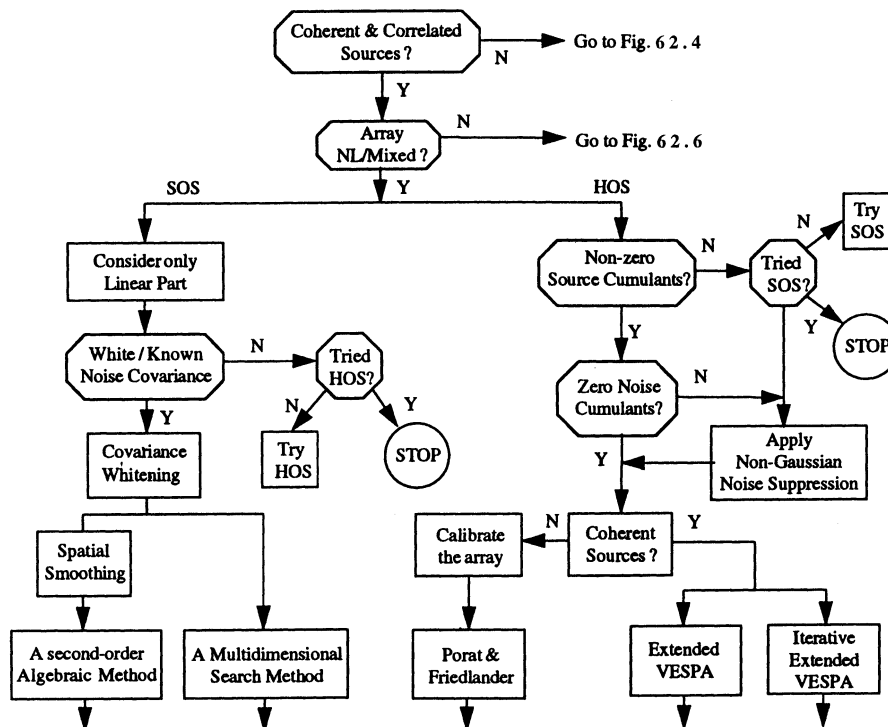 Coherent & Correlated
Sources ?
N
Go to Fig. 6 2 . 4
Y
Array
NL/Mixed ?
N
Go to Fig. 6 2 . 6
SOS
Y
HOS
Consider only
Linear Part
Non-zero
Source Cumulants?
N
Tried
SOS?
N
Try
SOS
Y
STOP
White / Known
Noise Covariance
N
Tried
HOS?
N
Try
HOS
Y
STOP
Y
Zero Noise
Cumulants?
N
Apply
Non-Gaussian
Noise Suppression
Y
Covariance
Whitening
Y
Coherent
Sources ?
N
Y
Calibrate
the array
Spatial
Smoothing
A second-order
Algebraic Method
A Multidimensional
Search Method
Porat &
Friedlander
Extended
VESPA
Iterative
Extended
VESPA